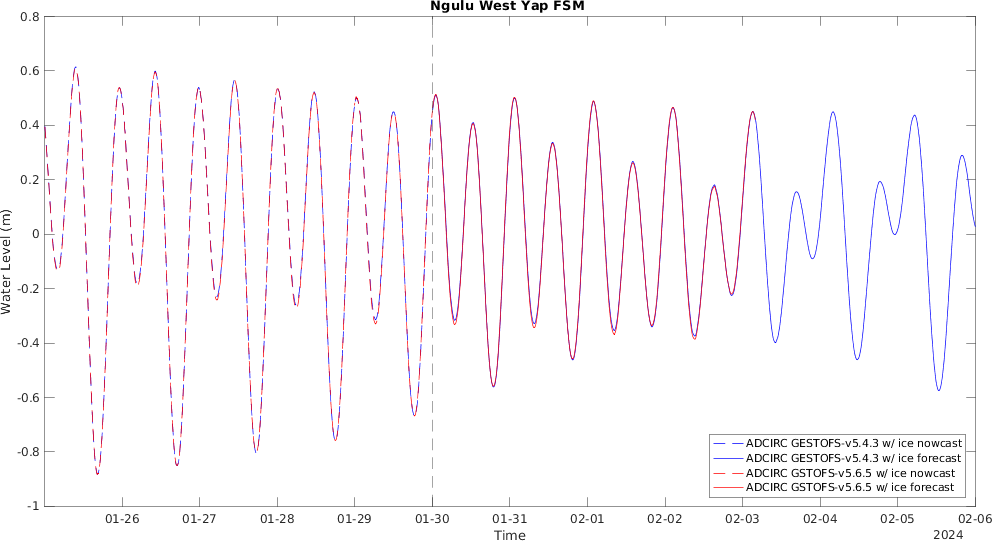 Ngulu West Yap FSM
0.8
0.6
0.4
0.2
0
-0.2
-0.4
-0.6
-0.8
-1
Water Level (m)
01-26 01-27 01-28 01-29 01-30 01-31 02-01 02-02 02-03 02-04 02-05 02-06
Time
2024
ADCIRC GESTOFS-v5.4.3 w/ ice nowcast
ADCIRC GESTOFS-v5.4.3 w/ ice forecast
ADCIRC GSTOFS-v5.6.5 w/ ice nowcast
ADCIRC GSTOFS-v5.6.5 w/ ice forecast